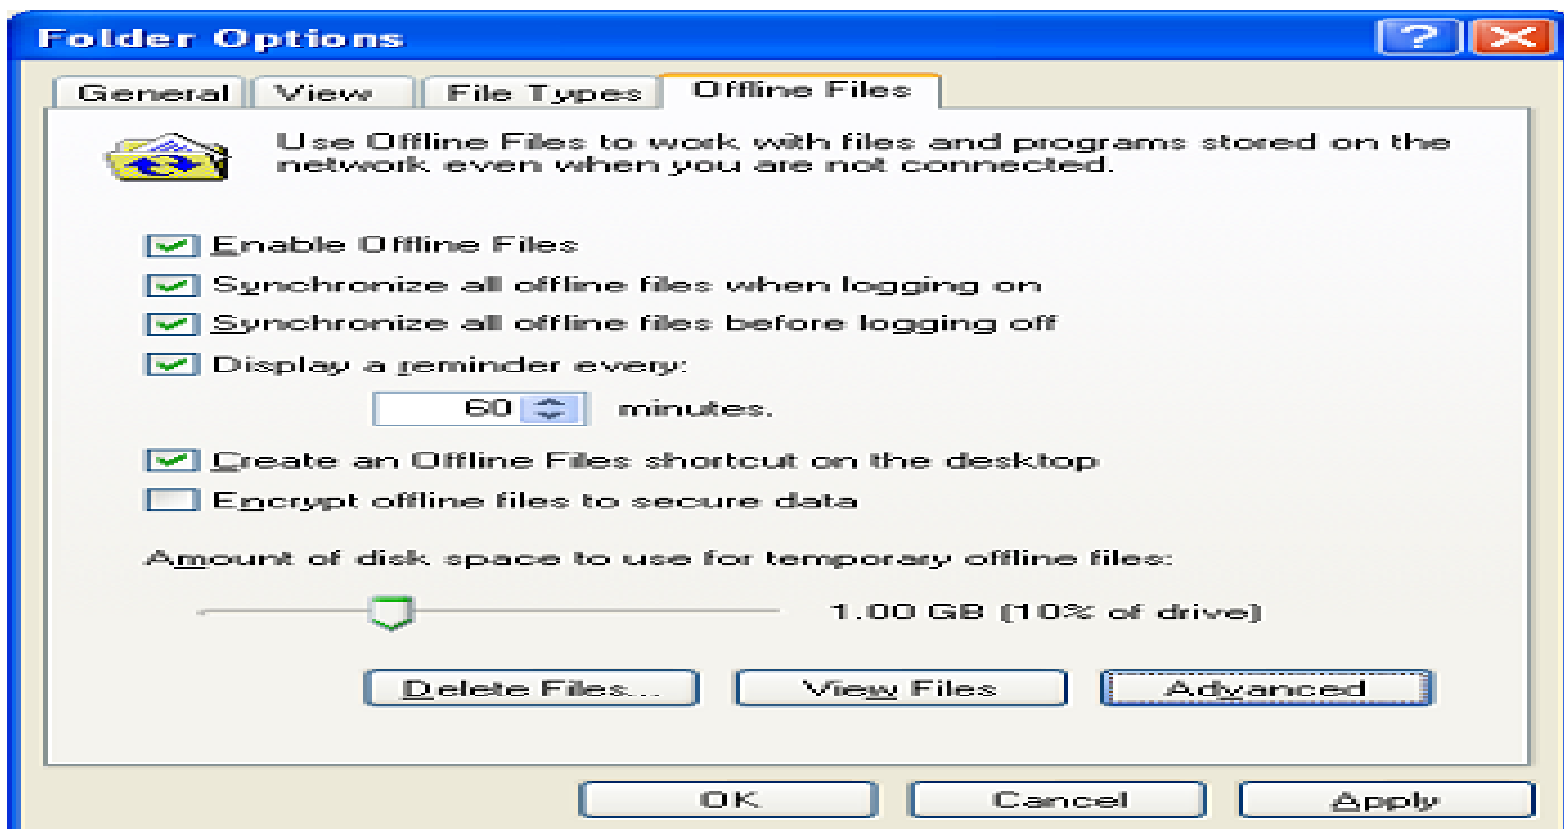 Folder Options
?
General View File Types Offline Files
Use Offline Files to work with files and programs stored on the
network even when you are not connected.
Enable Offline Files
Synchronize all offline files when logging on
Synchronize all offline files before logging off
Display a reminder every:
60 minutes.
Create an Offline Files shortcut on the desktop
Encrypt offline files to secure data
Amount of disk space to use for temporary offline files:
1.00 GB (10% of drive)
Delete Files... View Files Advanced
OK Cancel Apply